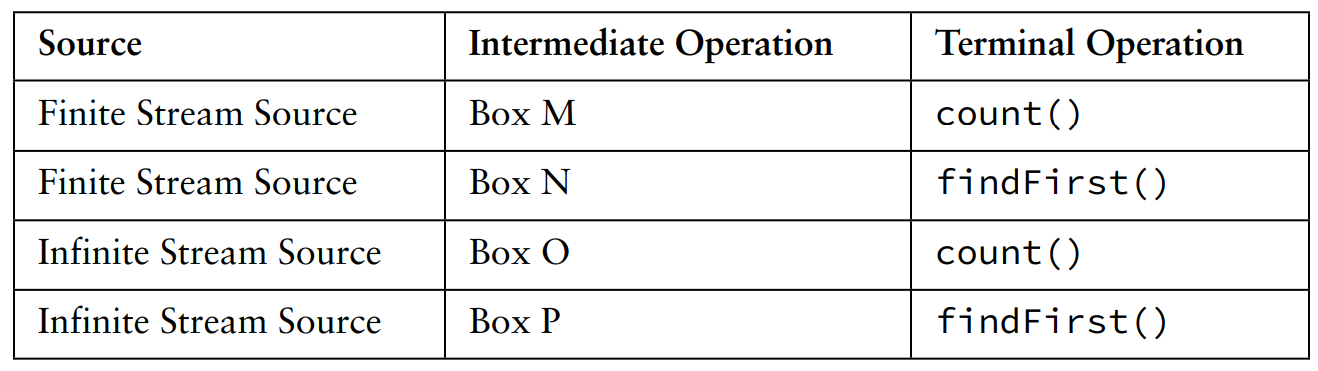 Source Intermediate Operation Terminal Operation
Finite Stream Source Box M count()
Finite Stream Source Box N findFirst()
Infinite Stream Source Box O count()
Infinite Stream Source Box P findFirst()